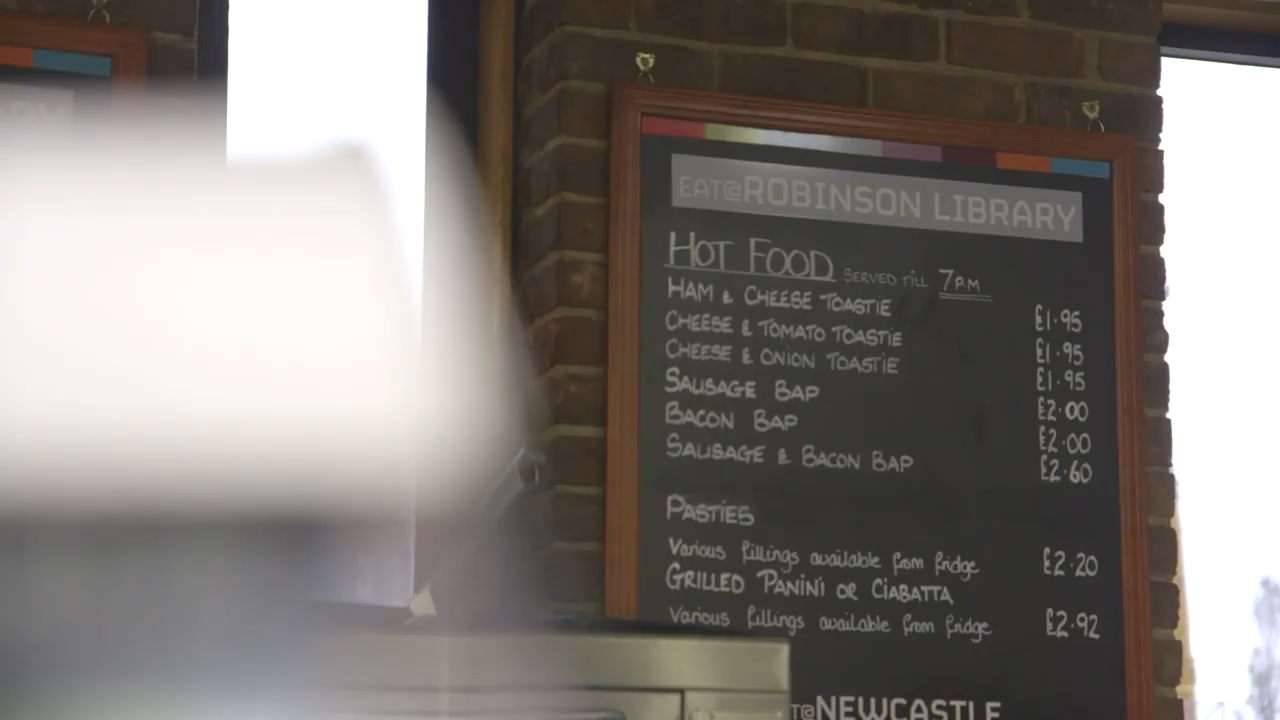 EAT@ROBINSON LIBRARY
HOT FOOD SERVED TILL 7PM
HAM & CHEESE TOASTIE £1.95
CHEESE & TOMATO TOASTIE £1.95
CHEESE & ONION TOASTIE £1.95
SAUSAGE BAP £2.00
BACON BAP £2.00
SAUSAGE & BACON BAP £2.60
PASTIES
Various fillings available from fridge £2.20
GRILLED PANINI OR CIABATTA
Various fillings available from fridge £2.92
T@NEWCASTLE